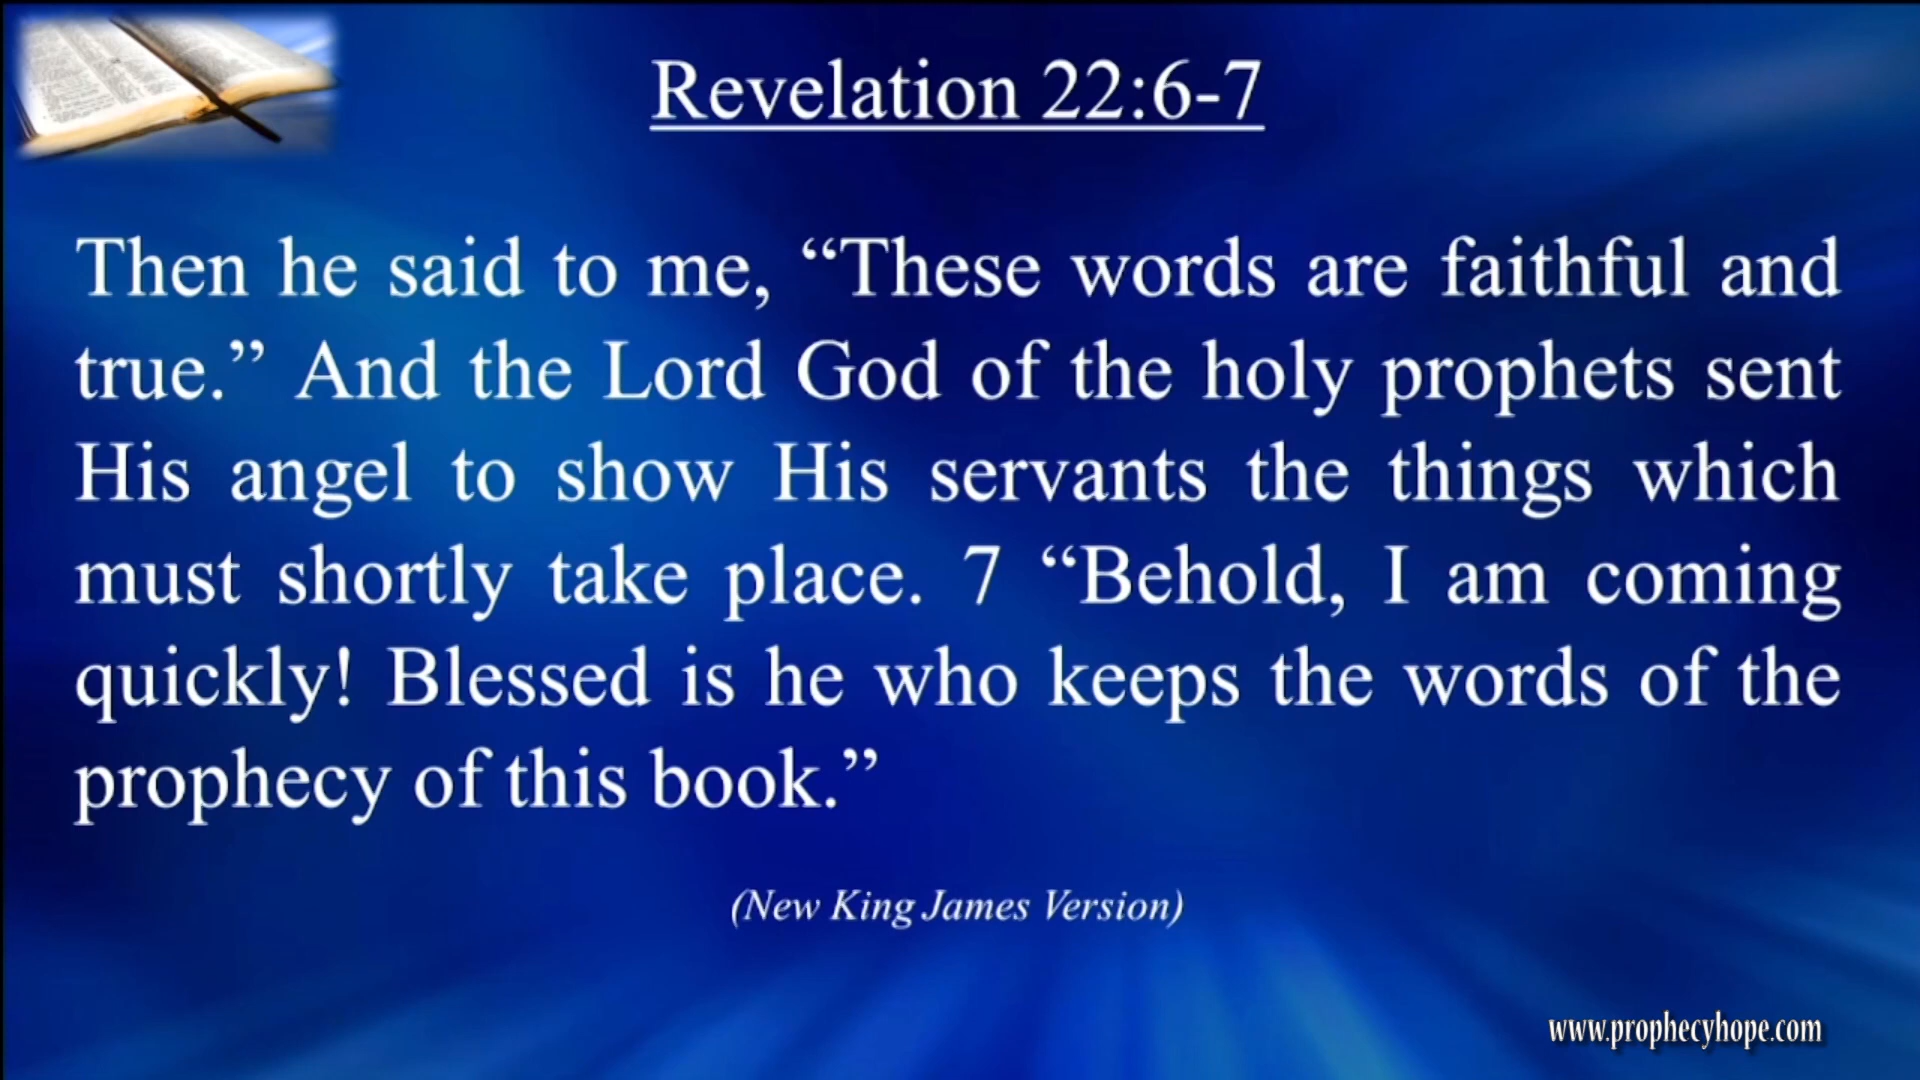 Revelation 22:6-7
Then he said to me, “These words are faithful and
true.” And the Lord God of the holy prophets sent
His angel to show His servants the things which
must shortly take place. 7 “Behold, I am coming
quickly! Blessed is he who keeps the words of the
prophecy of this book.”
(New King James Version)
www.prophecyhope.com